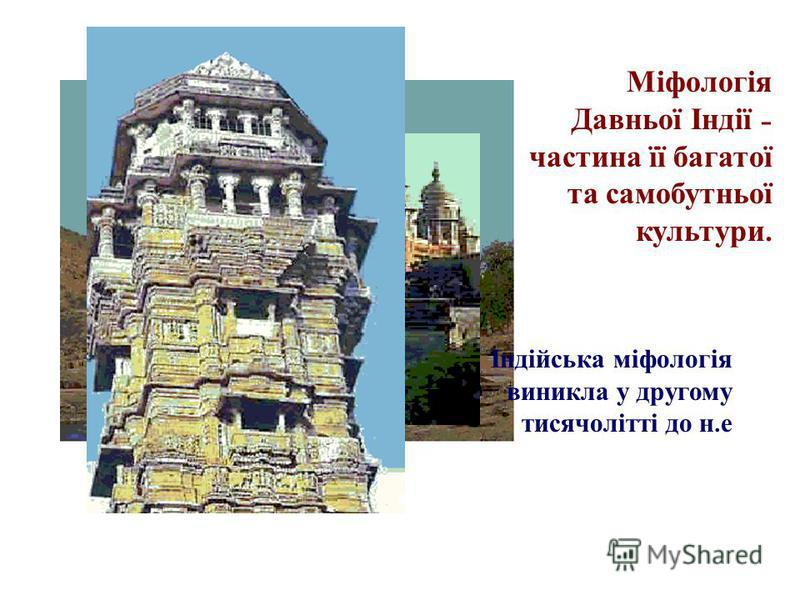 Міфологія
Давньої Індії -
частина її багатої
та самобутньої
культури.
Індійська міфологія
виникла у другому
тисячолітті до н.е
MyShared